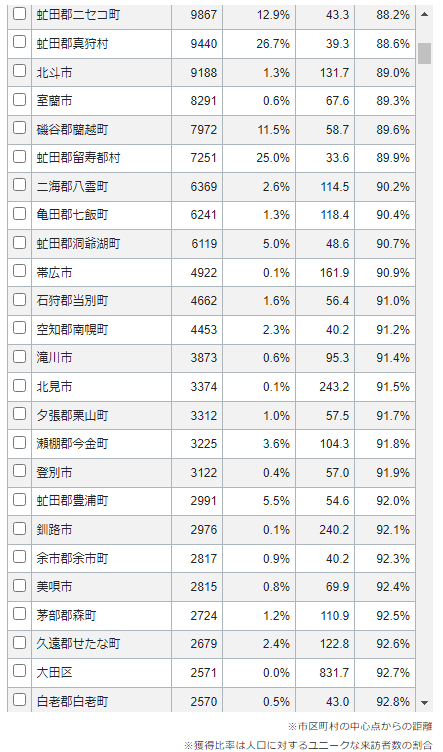 虻田郡ニセコ町 9867 12.9% 43.3 88.2%
虻田郡真狩村 9440 26.7% 39.3 88.6%
北斗市 9188 1.3% 131.7 89.0%
室蘭市 8291 0.6% 67.6 89.3%
磯谷郡蘭越町 7972 11.5% 58.7 89.6%
虻田郡留寿都村 7251 25.0% 33.6 89.9%
二海郡八雲町 6369 2.6% 114.5 90.2%
亀田郡七飯町 6241 1.3% 118.4 90.4%
虻田郡洞爺湖町 6119 5.0% 48.6 90.7%
帯広市 4922 0.1% 161.9 90.9%
石狩郡当別町 4662 1.6% 56.4 91.0%
空知郡南幌町 4453 2.3% 40.2 91.2%
滝川市 3873 0.6% 95.3 91.4%
北見市 3374 0.1% 243.2 91.5%
夕張郡栗山町 3312 1.0% 57.5 91.7%
瀬棚郡今金町 3225 3.6% 104.3 91.8%
登別市 3122 0.4% 57.0 91.9%
虻田郡豊浦町 2991 5.5% 54.6 92.0%
釧路市 2976 0.1% 240.2 92.1%
余市郡余市町 2817 0.9% 40.2 92.3%
美唄市 2815 0.8% 69.9 92.4%
茅部郡森町 2724 1.2% 110.9 92.5%
久遠郡せたな町 2679 2.4% 122.8 92.6%
大田区 2571 0.0% 831.7 92.7%
白老郡白老町 2570 0.5% 43.0 92.8%
※市区町村の中心点からの距離
※獲得比率は人口に対するユニークな来訪者数の割合